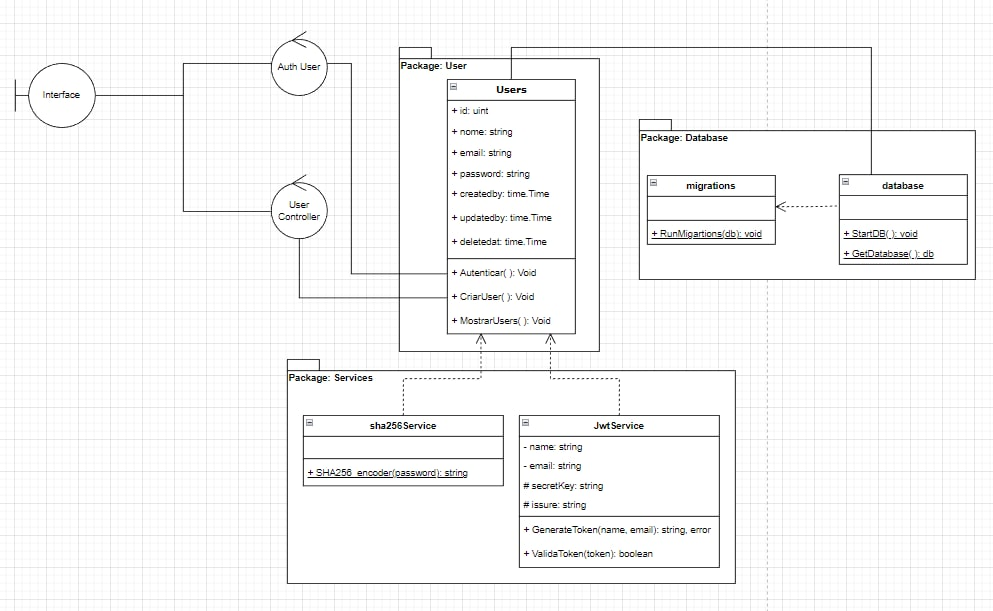 Interface
Auth User
User
Controller
Package: User
Users
+ id: uint
+ nome: string
+ email: string
+ password: string
+ createdby: time.Time
+ updatedby: time.Time
+ deletedat: time.Time
+ Autenticar( ): Void
+ CriarUser( ): Void
+ MostrarUsers( ): Void
Package: Database
migrations
+ RunMigartions(db): void
database
+ StartDB( ): void
+ GetDatabase( ): db
Package: Services
sha256Service
+ SHA256_encoder(password): string
JwtService
- name: string
- email: string
# secretKey: string
# issure: string
+ GenerateToken(name, email): string, error
+ ValidaToken(token): boolean